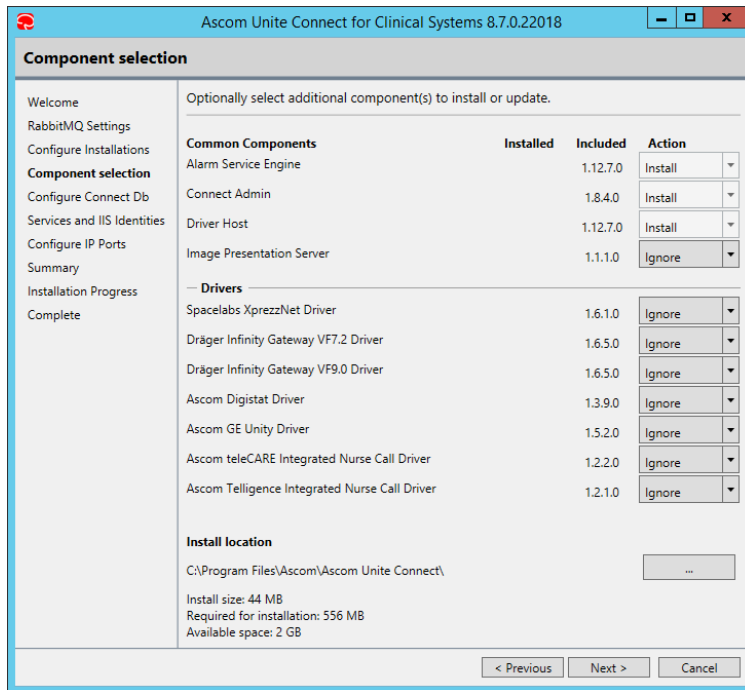 Ascom Unite Connect for Clinical Systems 8.7.0.22018
Component selection
Welcome
RabbitMQ Settings
Configure Installations
Component selection
Configure Connect Db
Services and IIS Identities
Configure IP Ports
Summary
Installation Progress
Complete
Optionally select additional component(s) to install or update.
Common Components Installed Included Action
Alarm Service Engine 1.12.7.0 Install
Connect Admin 1.8.4.0 Install
Driver Host 1.12.7.0 Install
Image Presentation Server 1.1.1.0 Ignore
Drivers
Spacelabs XprezzNet Driver 1.6.1.0 Ignore
Dräger Infinity Gateway VF7.2 Driver 1.6.5.0 Ignore
Dräger Infinity Gateway VF9.0 Driver 1.6.5.0 Ignore
Ascom Digistat Driver 1.3.9.0 Ignore
Ascom GE Unity Driver 1.5.2.0 Ignore
Ascom teleCARE Integrated Nurse Call Driver 1.2.2.0 Ignore
Ascom Telligence Integrated Nurse Call Driver 1.2.1.0 Ignore
Install location
C:\Program Files\Ascom\Ascom Unite Connect\ ...
Install size: 44 MB
Required for installation: 556 MB
Available space: 2 GB
< Previous Next > Cancel